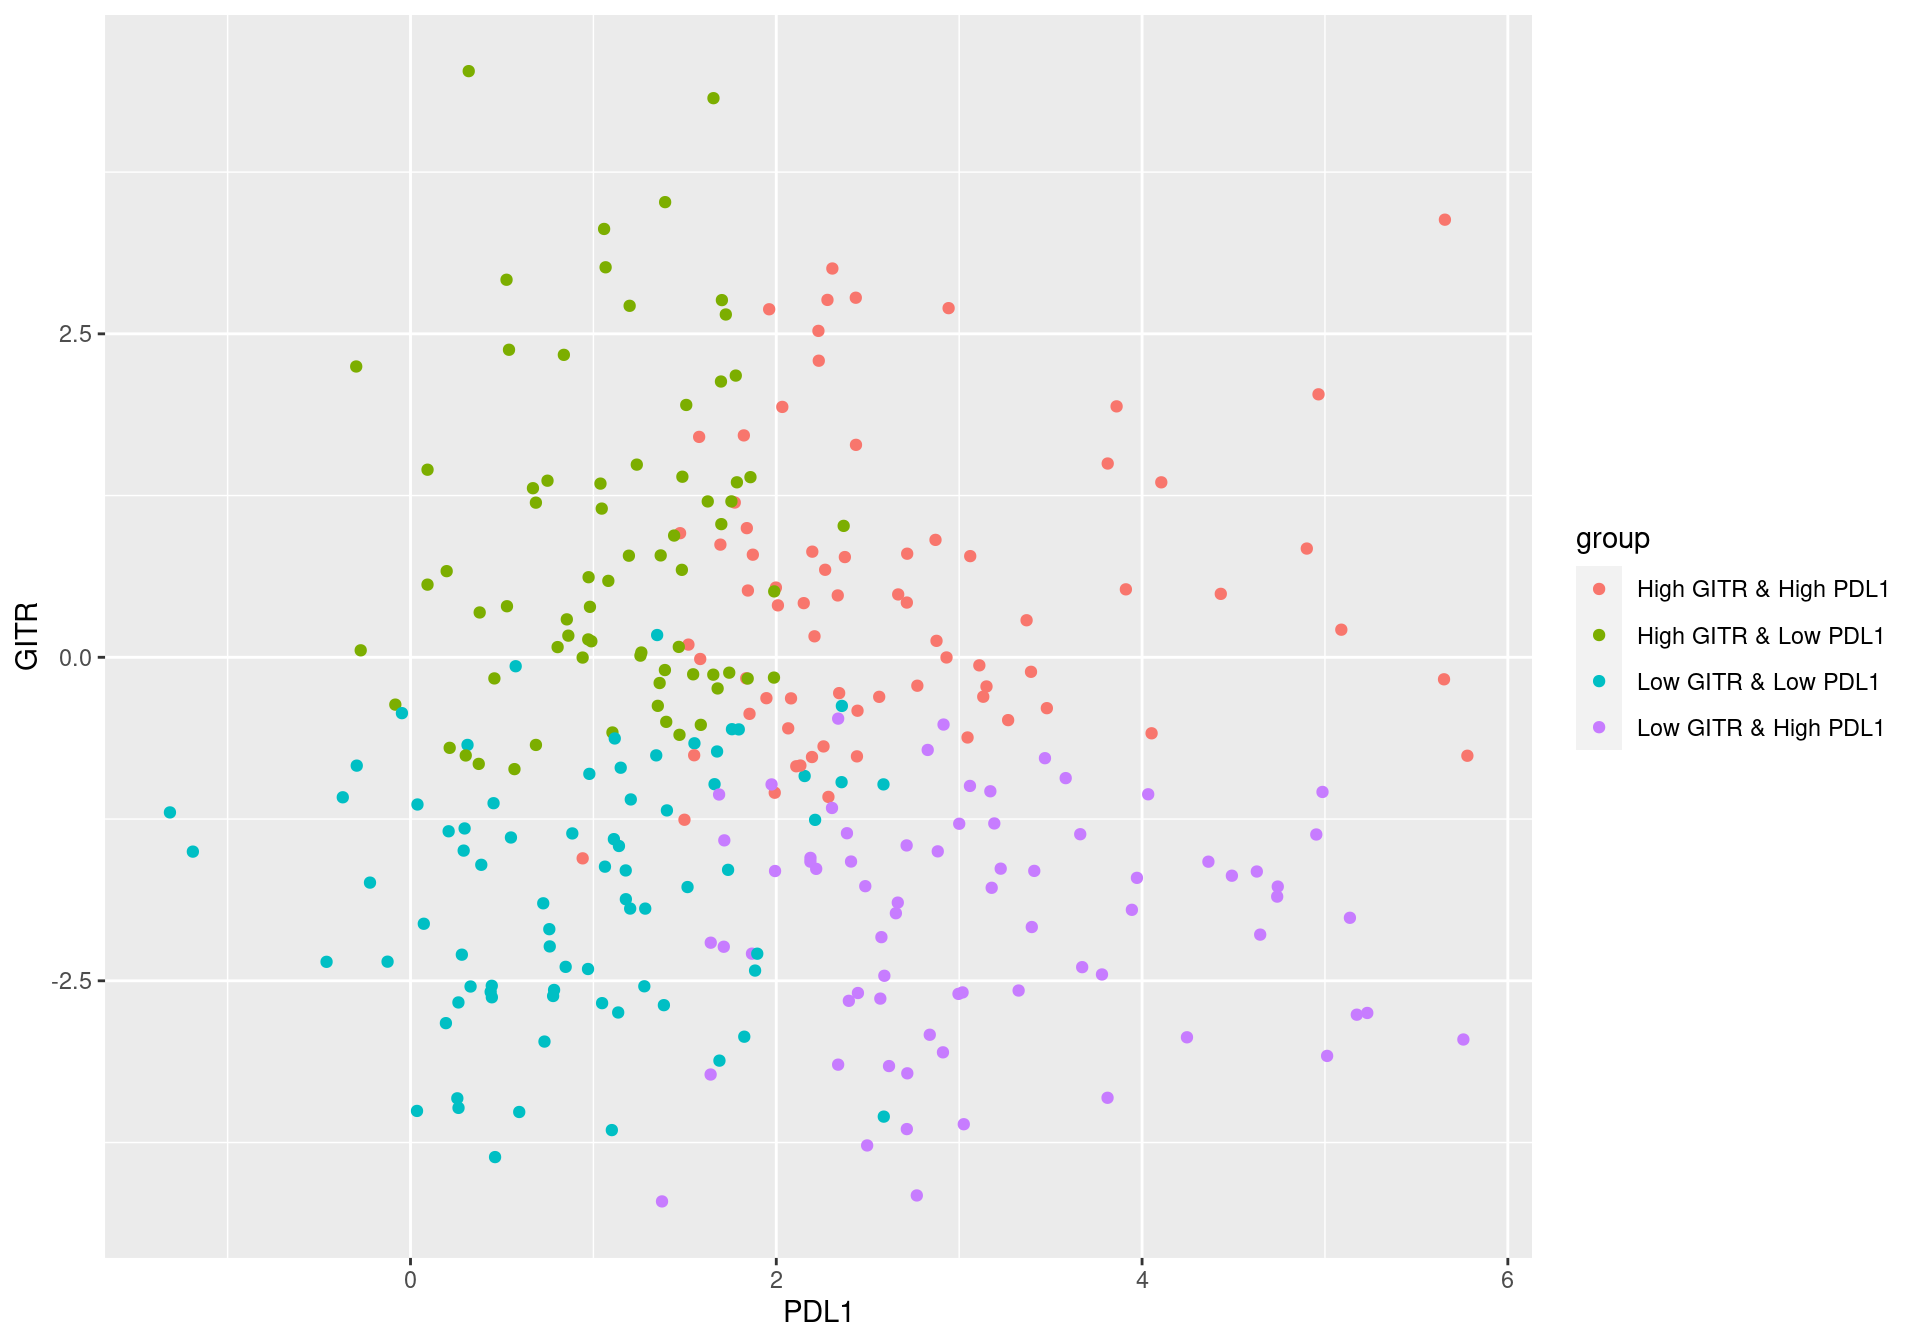 2.5
0.0
-2.5
GITR
0
2
4
6
PDL1
group
High GITR & High PDL1
High GITR & Low PDL1
Low GITR & Low PDL1
Low GITR & High PDL1